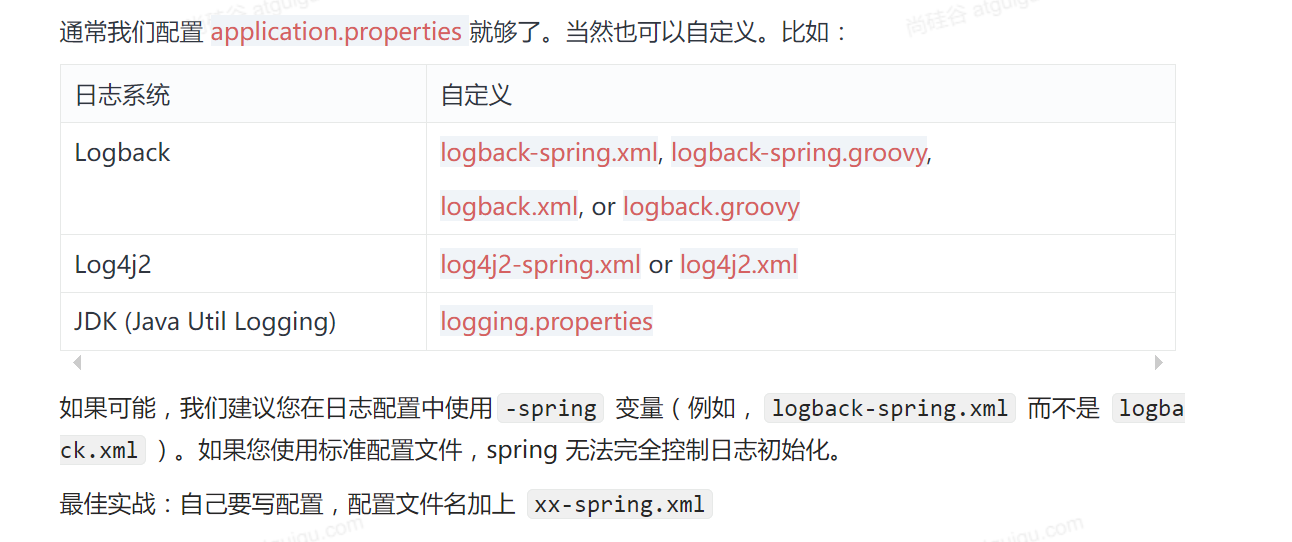 尚硅谷 atguigu
通常我们配置 application.properties 就够了。当然也可以自定义。比如：
日志系统 自定义
Logback logback-spring.xml, logback-spring.groovy,
logback.xml, or logback.groovy
Log4j2 log4j2-spring.xml or log4j2.xml
JDK (Java Util Logging) logging.properties
如果可能，我们建议您在日志配置中使用 -spring 变量（例如， logback-spring.xml 而不是 logba
ck.xml ）。如果您使用标准配置文件，spring 无法完全控制日志初始化。
最佳实战：自己要写配置，配置文件名加上 xx-spring.xml